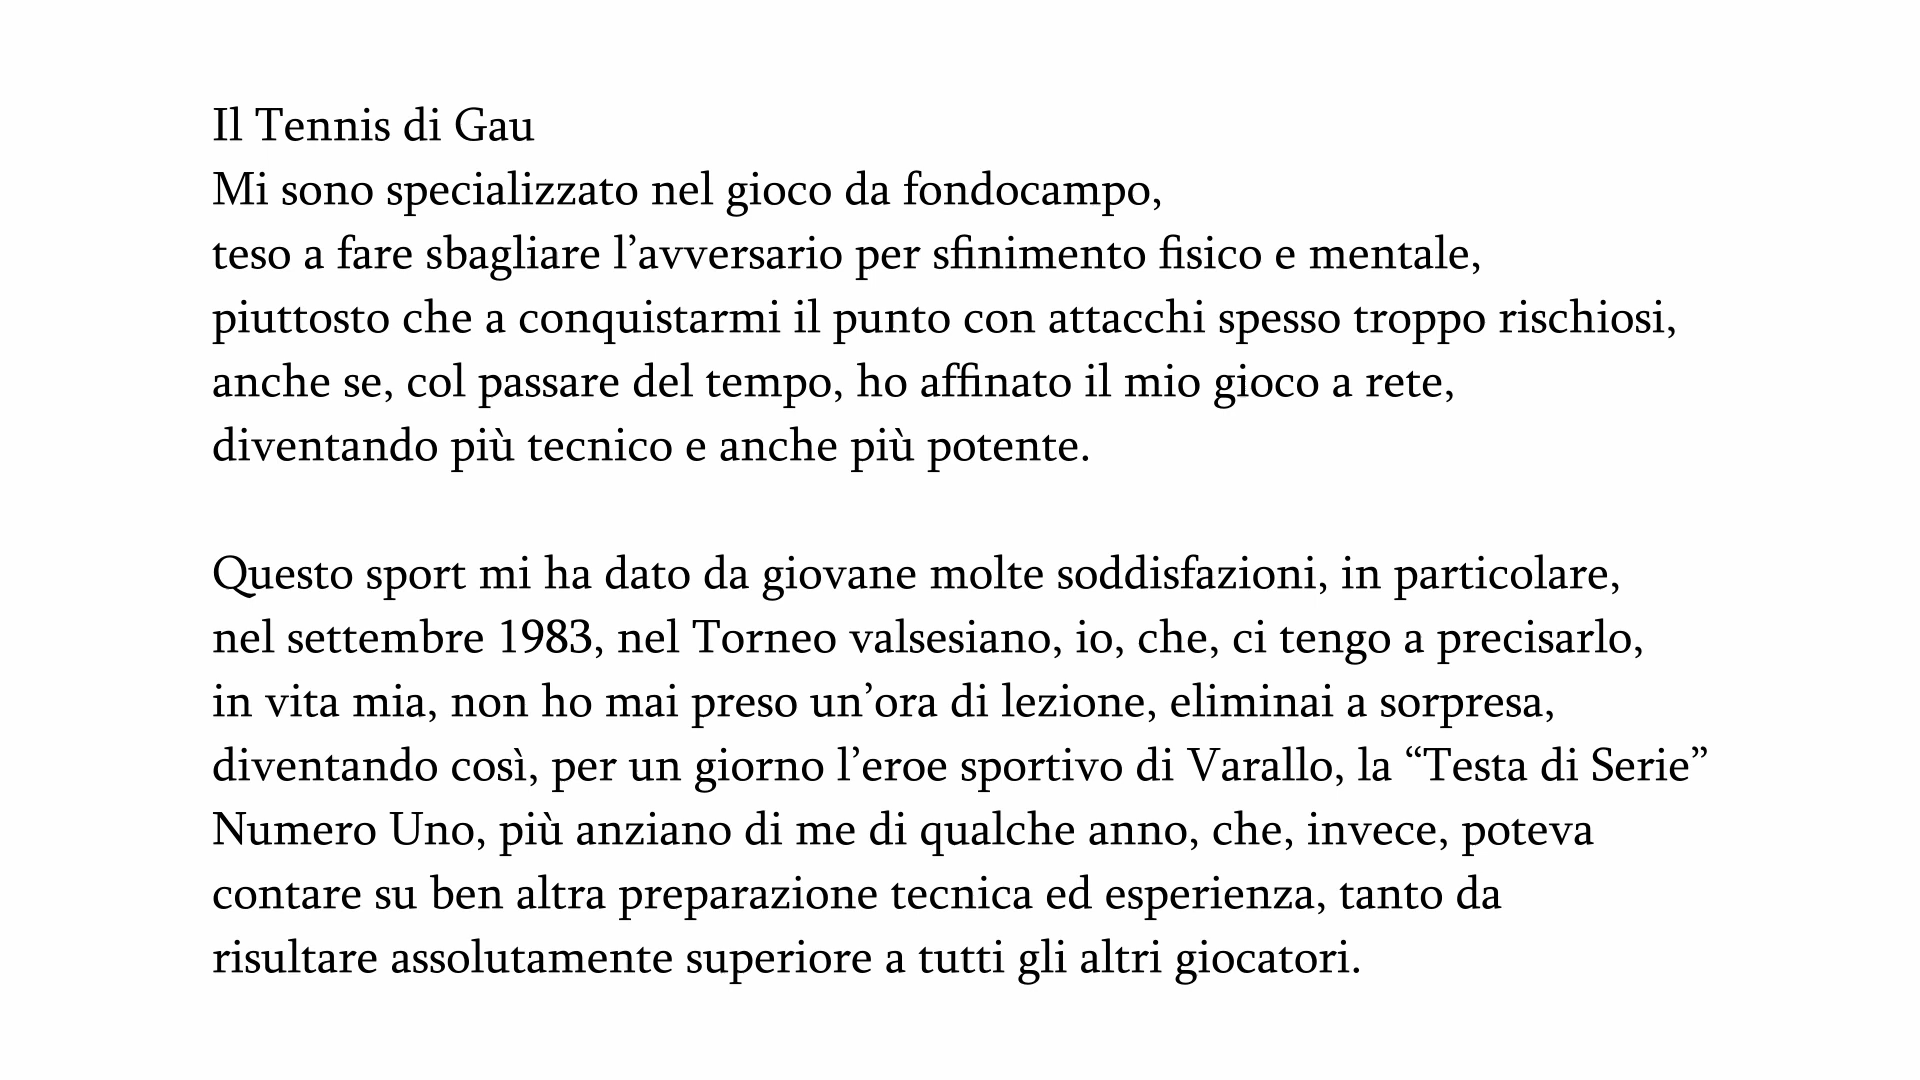 Il Tennis di Gau
Mi sono specializzato nel gioco da fondocampo,
teso a fare sbagliare l’avversario per sfinimento fisico e mentale,
piuttosto che a conquistarmi il punto con attacchi spesso troppo rischiosi,
anche se, col passare del tempo, ho affinato il mio gioco a rete,
diventando più tecnico e anche più potente.
Questo sport mi ha dato da giovane molte soddisfazioni, in particolare,
nel settembre 1983, nel Torneo valsesiano, io, che, ci tengo a precisarlo,
in vita mia, non ho mai preso un’ora di lezione, eliminai a sorpresa,
diventando così, per un giorno l’eroe sportivo di Varallo, la “Testa di Serie”
Numero Uno, più anziano di me di qualche anno, che, invece, poteva
contare su ben altra preparazione tecnica ed esperienza, tanto da
risultare assolutamente superiore a tutti gli altri giocatori.